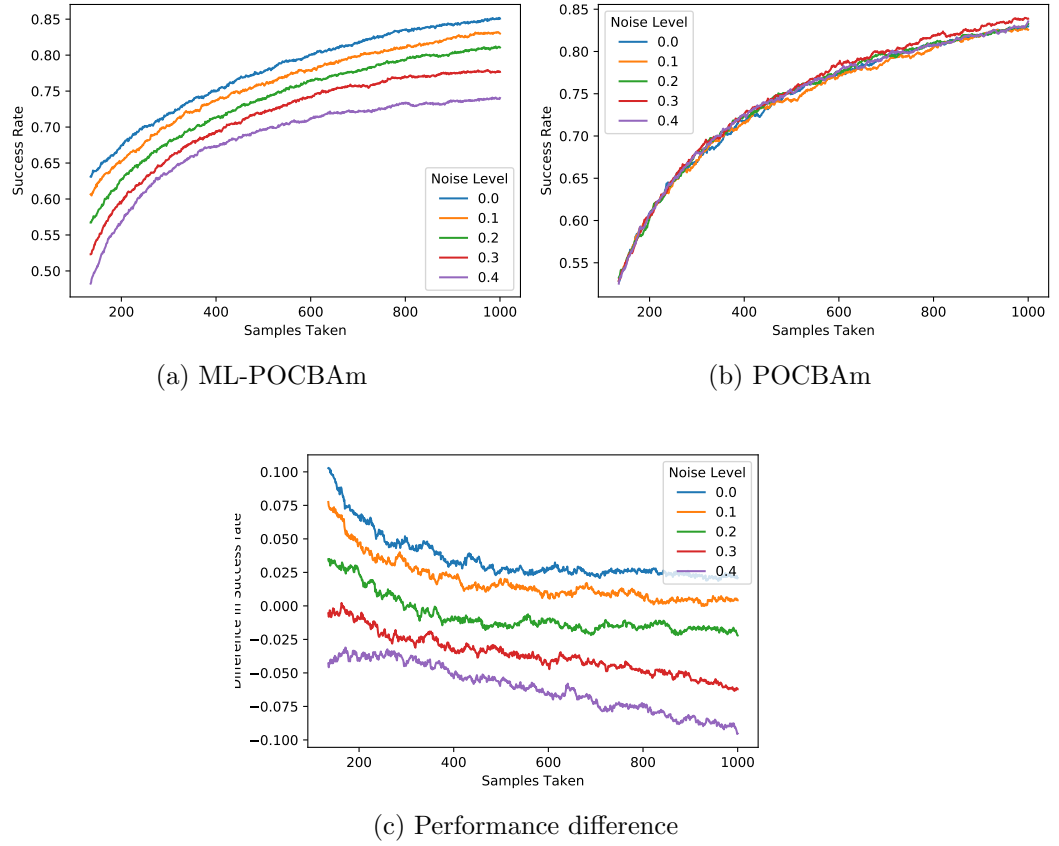 0.85
0.80
0.75
0.70
0.65
0.60
0.55
0.50
Success Rate
200 400 600 800 1000
Samples Taken
Noise Level
0.0
0.1
0.2
0.3
0.4
(a) ML-POCBAm
0.85
0.80
0.75
0.70
0.65
0.60
0.55
Success Rate
200 400 600 800 1000
Samples Taken
Noise Level
0.0
0.1
0.2
0.3
0.4
(b) POCBAm
0.100
0.075
0.050
0.025
0.000
−0.025
−0.050
−0.075
−0.100
Difference in success rate
200 400 600 800 1000
Samples Taken
Noise Level
0.0
0.1
0.2
0.3
0.4
(c) Performance difference